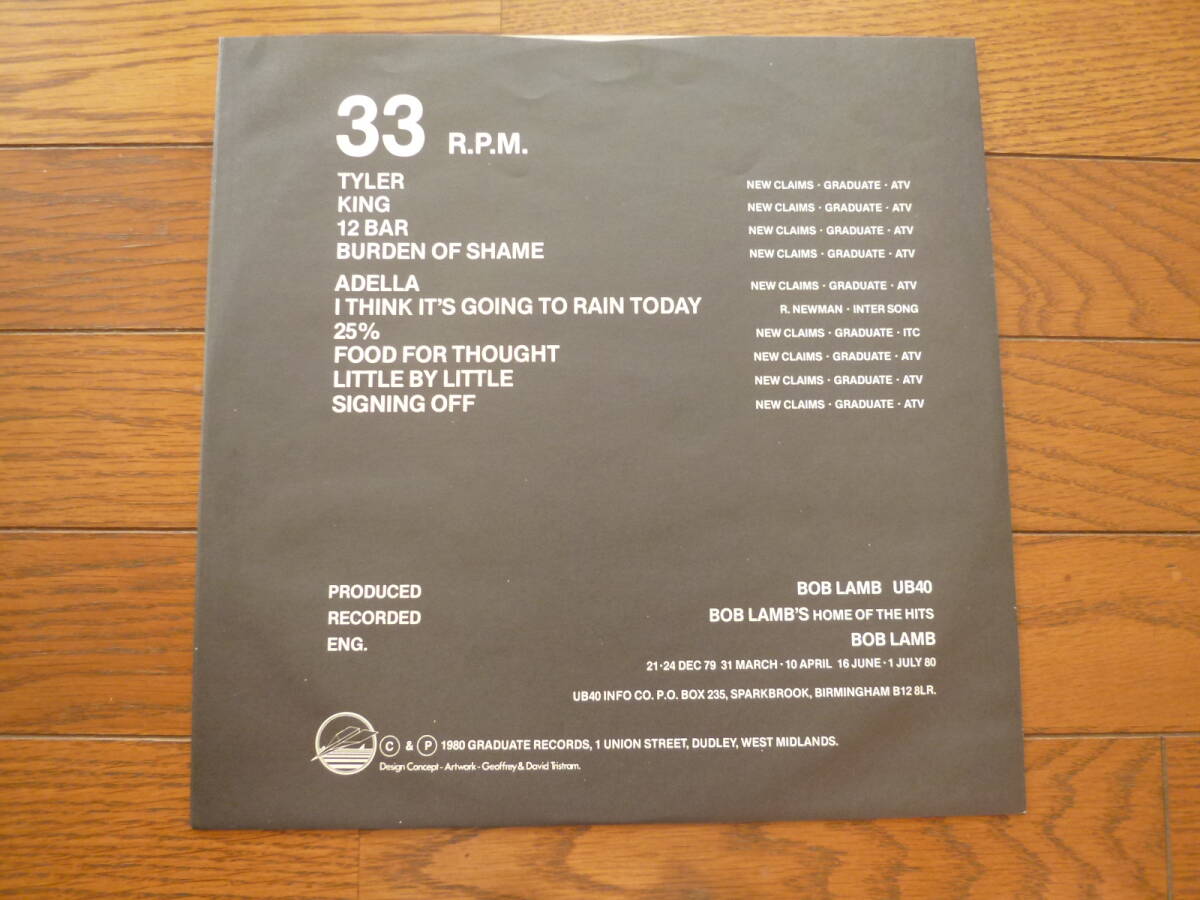 33 R.P.M.
TYLER NEW CLAIMS · GRADUATE · ATV
KING NEW CLAIMS · GRADUATE · ATV
12 BAR NEW CLAIMS · GRADUATE · ATV
BURDEN OF SHAME NEW CLAIMS · GRADUATE · ATV
ADELLA NEW CLAIMS · GRADUATE · ATV
I THINK IT'S GOING TO RAIN TODAY R. NEWMAN · INTER SONG
25% NEW CLAIMS · GRADUATE · ITC
FOOD FOR THOUGHT NEW CLAIMS · GRADUATE · ATV
LITTLE BY LITTLE NEW CLAIMS · GRADUATE · ATV
SIGNING OFF NEW CLAIMS · GRADUATE · ATV
PRODUCED BOB LAMB UB40
RECORDED BOB LAMB'S HOME OF THE HITS
ENG. BOB LAMB
21·24 DEC 79 31 MARCH·10 APRIL 16 JUNE·1 JULY 80
UB40 INFO CO. P.O. BOX 235, SPARKBROOK, BIRMINGHAM B12 8LR.
© & ℗ 1980 GRADUATE RECORDS, 1 UNION STREET, DUDLEY, WEST MIDLANDS.
Design Concept - Artwork - Geoffrey & David Tristram.